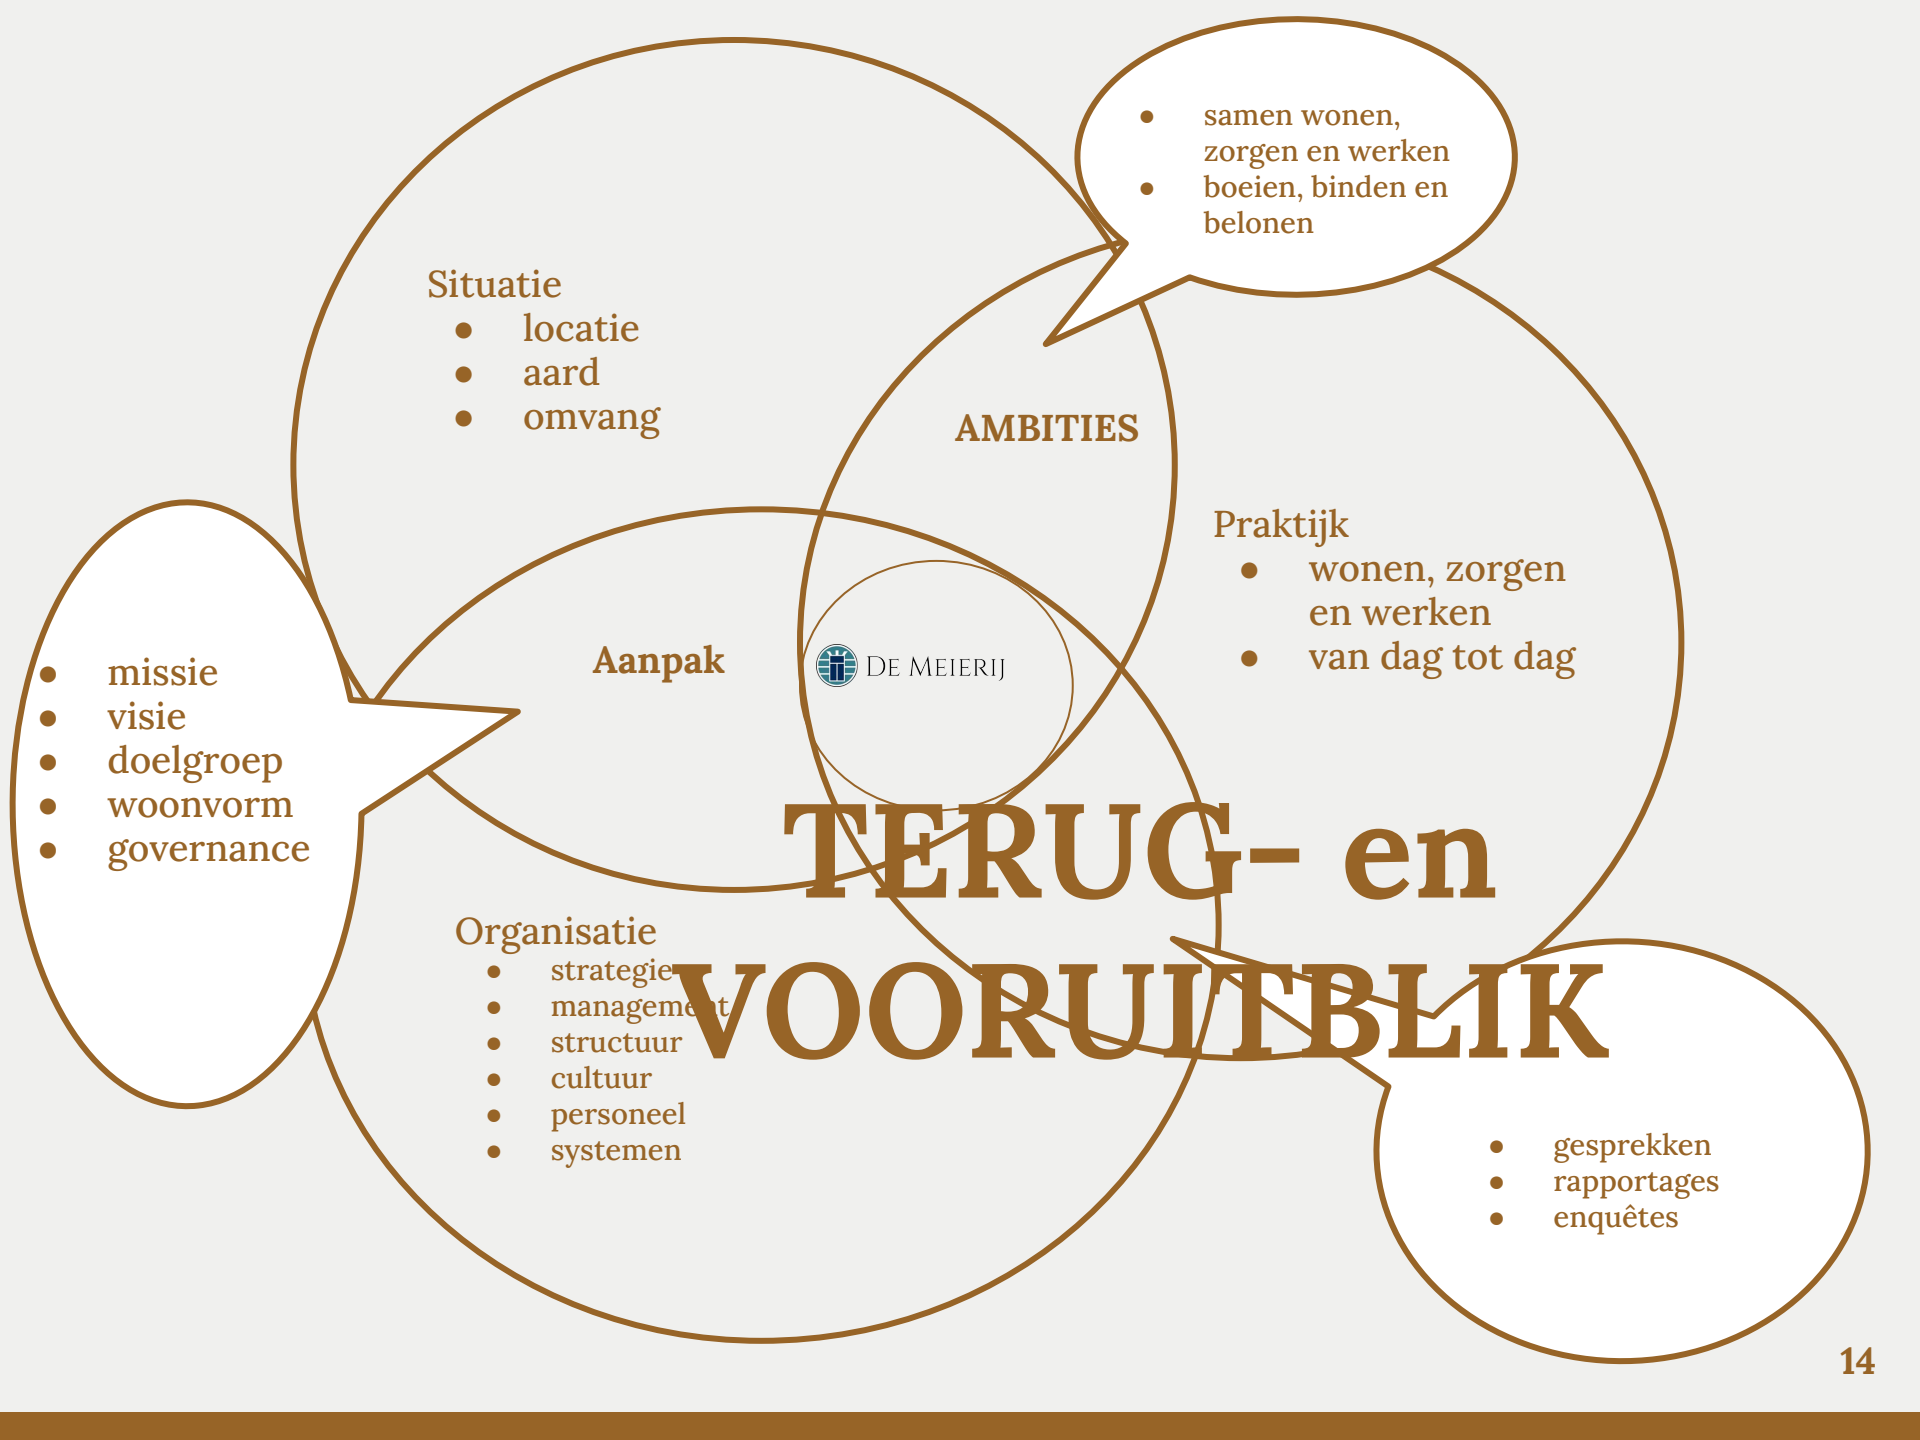 samen wonen,
zorgen en werken
boeien, binden en
belonen
Situatie
locatie
aard
omvang
AMBITIES
Praktijk
wonen, zorgen
en werken
van dag tot dag
Aanpak
DE MEIERIJ
missie
visie
doelgroep
woonvorm
governance
TERUG- en
VOORUITBLIK
Organisatie
strategie
management
structuur
cultuur
personeel
systemen
gesprekken
rapportages
enquêtes
14